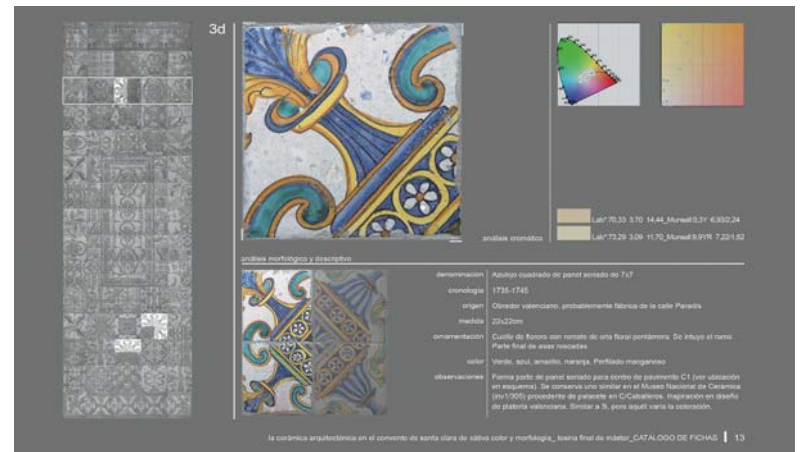 3d
análisis cromático
Lab*:70,33 3.70 14,44_Munsell:0,3Y 6,93/2,24
Lab*:73,29 3.09 11,70_Munsell:9,9YR 7,22/1,82
análisis morfológico y descriptivo
denominación Azulejo cuadrado de panot seriado de 7x7
cronología 1735-1745
origen Obrador valenciano, probablemente fábrica de la calle Paradís
medida 22x22cm
ornamentación Cuello de florero con remate de orla floral pentámera. Se intuye el ramo.
Parte final de asas roscadas
color Verde, azul, amarillo, naranja. Perfilado manganoso
observaciones Forma parte de panot seriado para centro de pavimento C1 (ver ubicación
en esquema). Se conserva uno similar en el Museo Nacional de Cerámica
(inv1/305) procedente de palacete en C/Caballeros. Inspiración en diseño
de platería valenciana. Similar a pero aquél varía la coloración.
la cerámica arquitectónica en el convento de santa clara de xàtiva color y morfología_ tesina final de máster_CATÁLOGO DE FICHAS 13